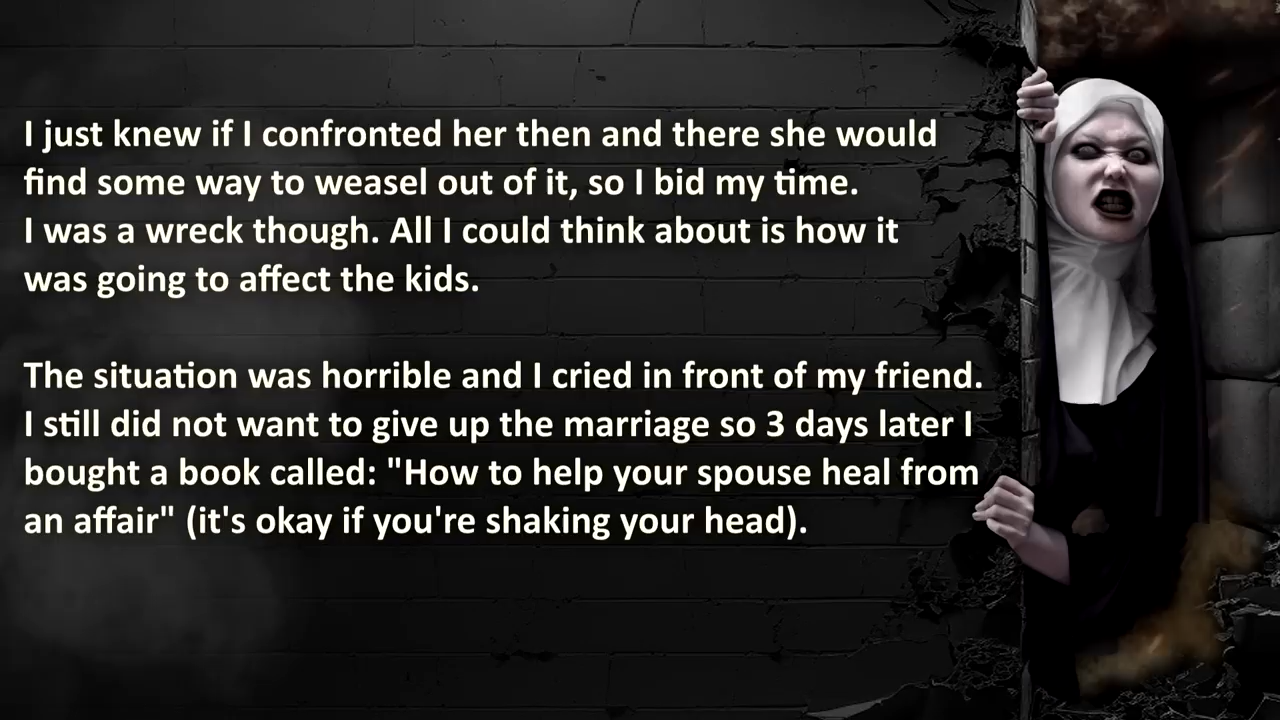 I just knew if I confronted her then and there she would
find some way to weasel out of it, so I bid my time.
I was a wreck though. All I could think about is how it
was going to affect the kids.
The situation was horrible and I cried in front of my friend.
I still did not want to give up the marriage so 3 days later I
bought a book called: "How to help your spouse heal from
an affair" (it's okay if you're shaking your head).